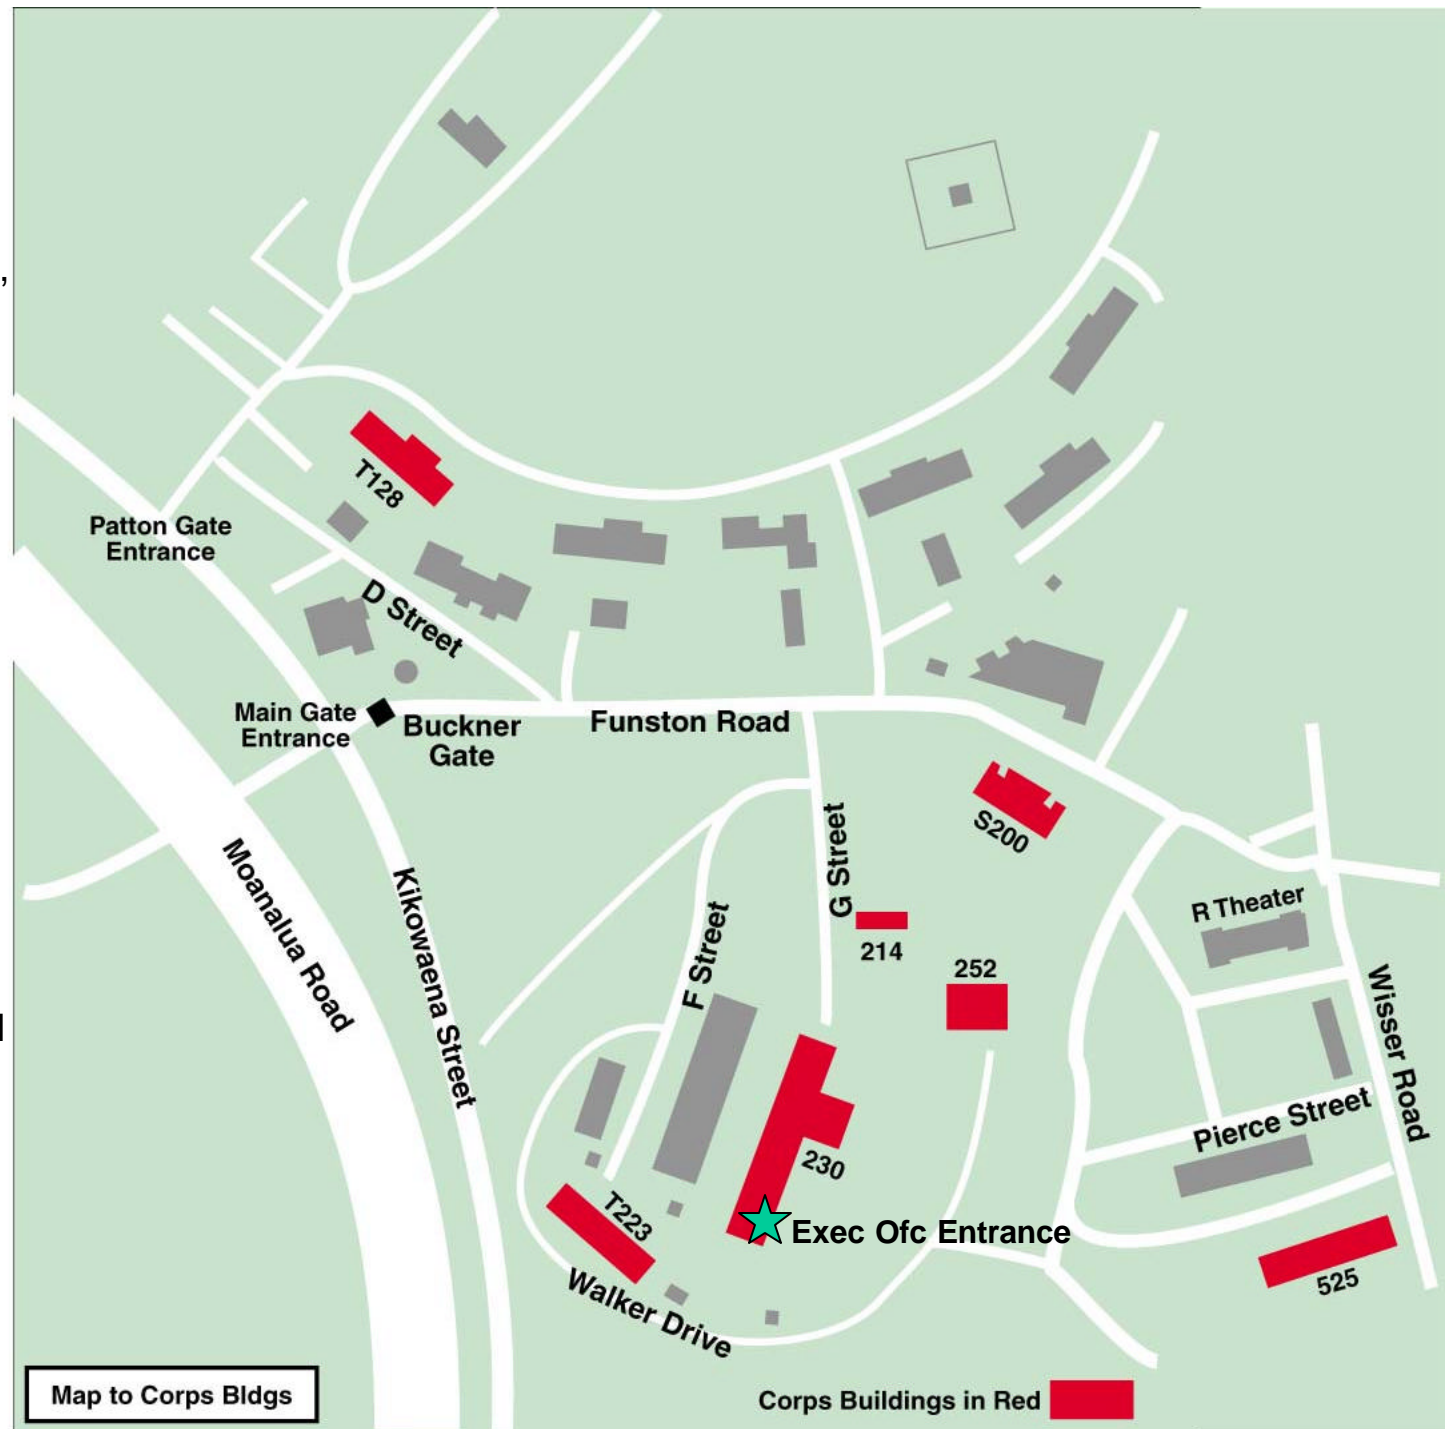 ,
T128
Patton Gate
Entrance
D Street
Main Gate
Entrance
Buckner
Gate
Funston Road
S200
G Street
Moanalua Road
Kikowaena Street
R Theater
F Street
214
252
Wisser Road
Pierce Street
230
T223
Exec Ofc Entrance
Walker Drive
525
Map to Corps Bldgs
Corps Buildings in Red